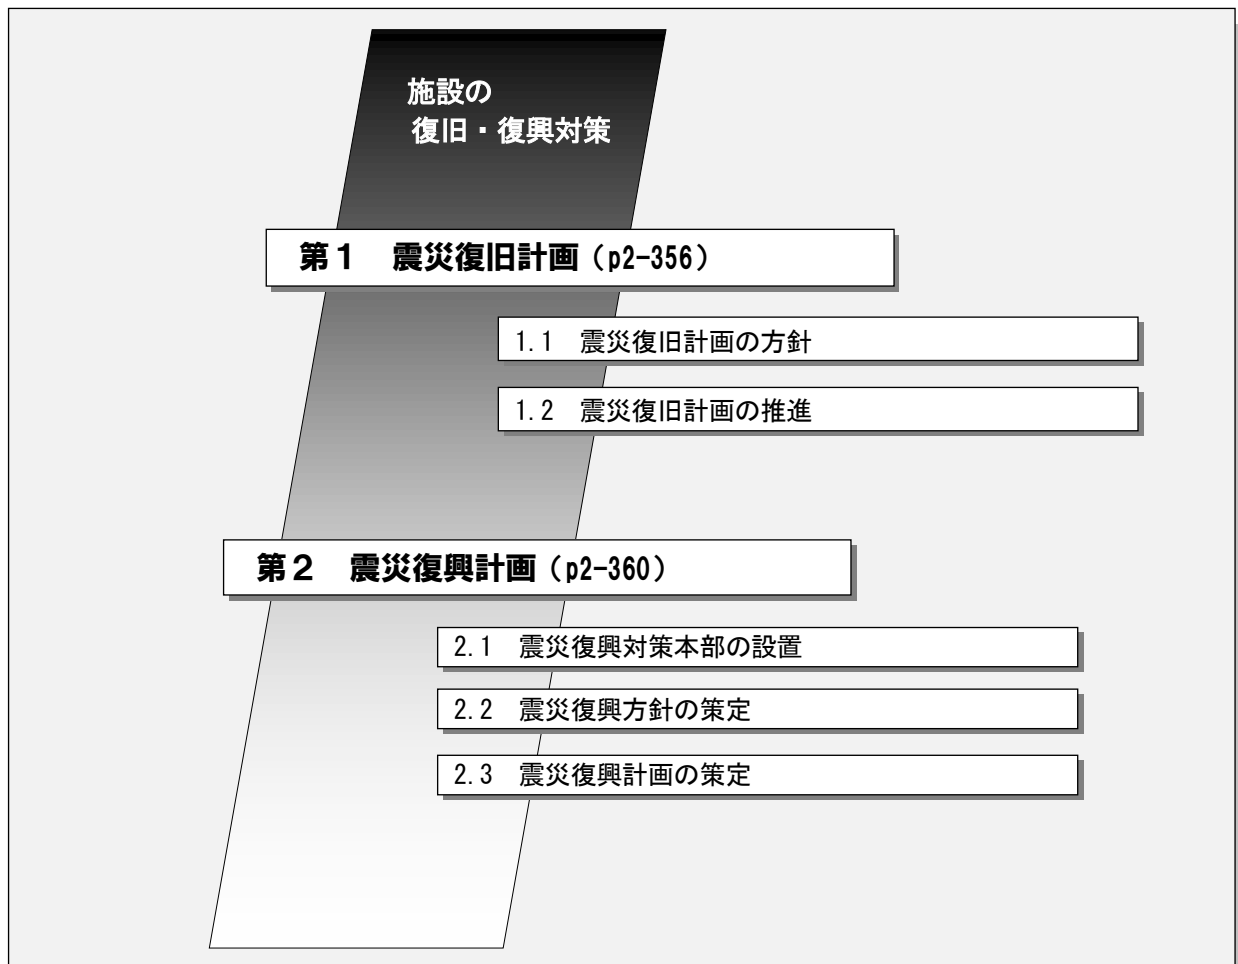 施設の
復旧・復興対策
第１　震災復旧計画（p2-356）
1.1　震災復旧計画の方針
1.2　震災復旧計画の推進
第２　震災復興計画（p2-360）
2.1　震災復興対策本部の設置
2.2　震災復興方針の策定
2.3　震災復興計画の策定